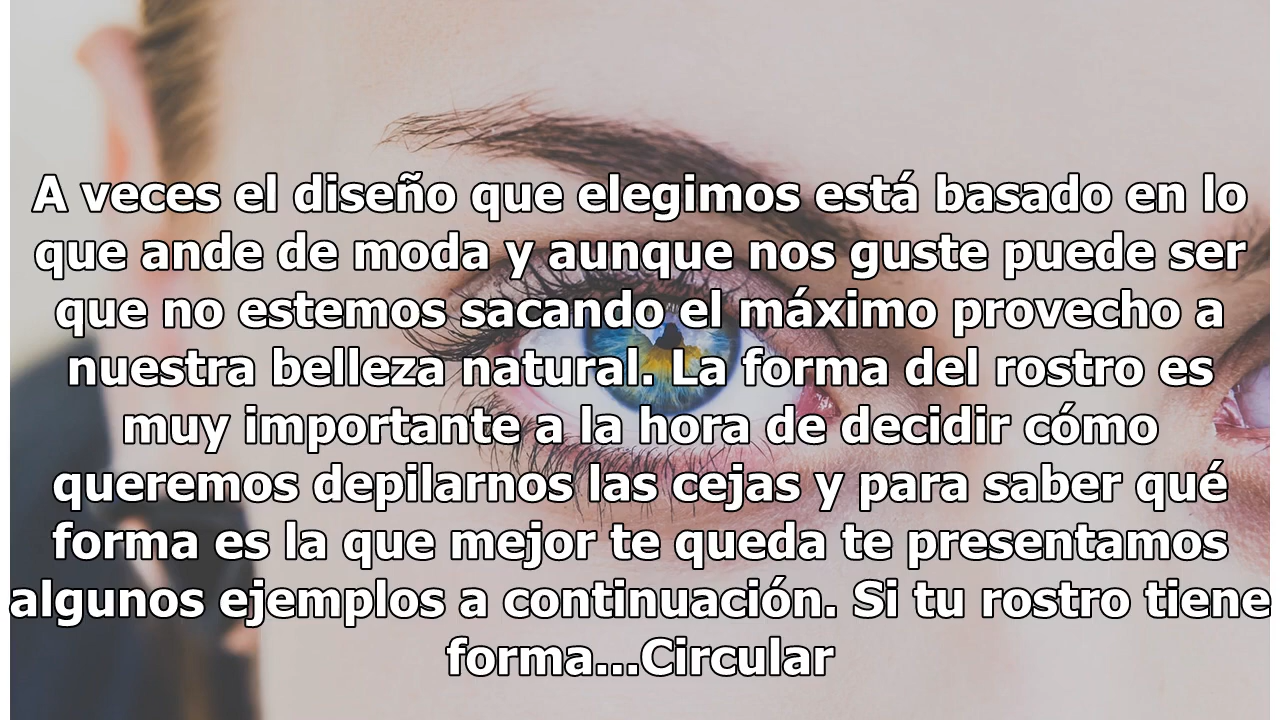 A veces el diseño que elegimos está basado en lo
que ande de moda y aunque nos guste puede ser
que no estemos sacando el máximo provecho a
nuestra belleza natural. La forma del rostro es
muy importante a la hora de decidir cómo
queremos depilarnos las cejas y para saber qué
forma es la que mejor te queda te presentamos
algunos ejemplos a continuación. Si tu rostro tiene
forma...Circular